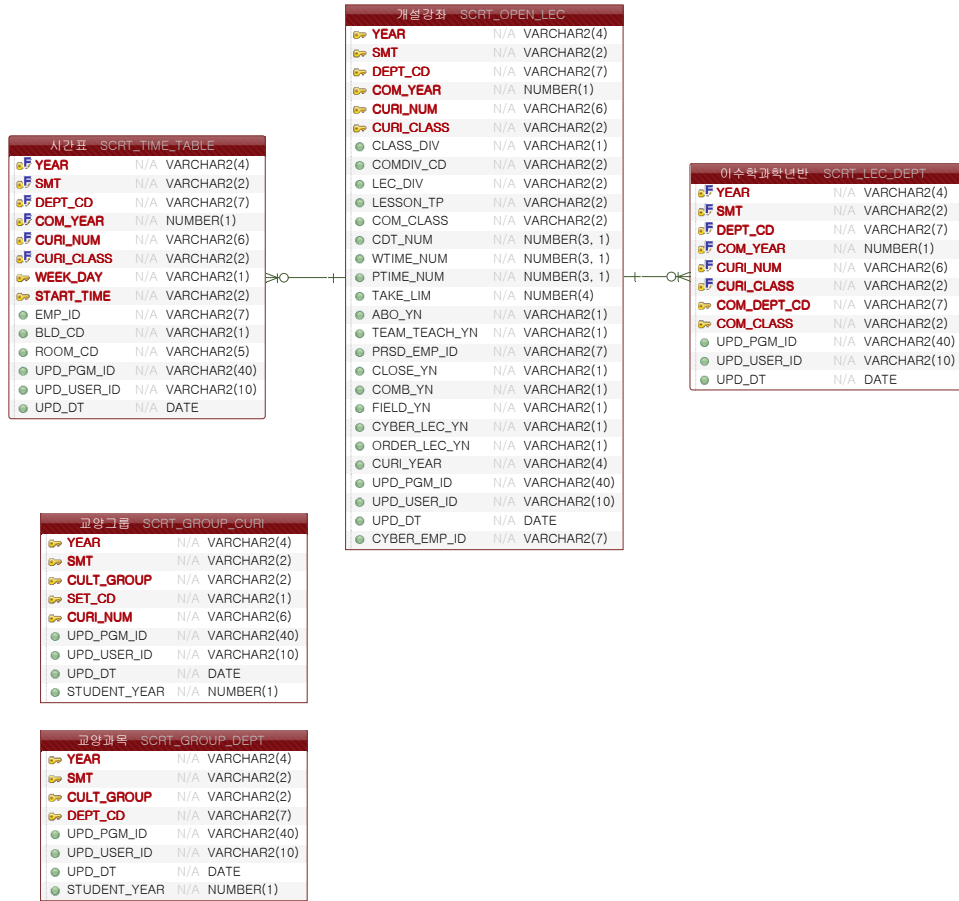 시간표 SCRT_TIME_TABLE
YEAR N/A VARCHAR2(4)
SMT N/A VARCHAR2(2)
DEPT_CD N/A VARCHAR2(7)
COM_YEAR N/A NUMBER(1)
CURI_NUM N/A VARCHAR2(6)
CURI_CLASS N/A VARCHAR2(2)
WEEK_DAY N/A VARCHAR2(1)
START_TIME N/A VARCHAR2(2)
EMP_ID N/A VARCHAR2(7)
BLD_CD N/A VARCHAR2(1)
ROOM_CD N/A VARCHAR2(5)
UPD_PGM_ID N/A VARCHAR2(40)
UPD_USER_ID N/A VARCHAR2(10)
UPD_DT N/A DATE
개설강좌 SCRT_OPEN_LEC
YEAR N/A VARCHAR2(4)
SMT N/A VARCHAR2(2)
DEPT_CD N/A VARCHAR2(7)
COM_YEAR N/A NUMBER(1)
CURI_NUM N/A VARCHAR2(6)
CURI_CLASS N/A VARCHAR2(2)
CLASS_DIV N/A VARCHAR2(1)
COMDIV_CD N/A VARCHAR2(2)
LEC_DIV N/A VARCHAR2(2)
LESSON_TP N/A VARCHAR2(2)
COM_CLASS N/A VARCHAR2(2)
CDT_NUM N/A NUMBER(3, 1)
WTIME_NUM N/A NUMBER(3, 1)
PTIME_NUM N/A NUMBER(3, 1)
TAKE_LIM N/A NUMBER(4)
ABO_YN N/A VARCHAR2(1)
TEAM_TEACH_YN N/A VARCHAR2(1)
PRSD_EMP_ID N/A VARCHAR2(7)
CLOSE_YN N/A VARCHAR2(1)
COMB_YN N/A VARCHAR2(1)
FIELD_YN N/A VARCHAR2(1)
CYBER_LEC_YN N/A VARCHAR2(1)
ORDER_LEC_YN N/A VARCHAR2(1)
CURI_YEAR N/A VARCHAR2(4)
UPD_PGM_ID N/A VARCHAR2(40)
UPD_USER_ID N/A VARCHAR2(10)
UPD_DT N/A DATE
CYBER_EMP_ID N/A VARCHAR2(7)
이수학과학년반 SCRT_LEC_DEPT
YEAR N/A VARCHAR2(4)
SMT N/A VARCHAR2(2)
DEPT_CD N/A VARCHAR2(7)
COM_YEAR N/A NUMBER(1)
CURI_NUM N/A VARCHAR2(6)
CURI_CLASS N/A VARCHAR2(2)
COM_DEPT_CD N/A VARCHAR2(7)
COM_CLASS N/A VARCHAR2(2)
UPD_PGM_ID N/A VARCHAR2(40)
UPD_USER_ID N/A VARCHAR2(10)
UPD_DT N/A DATE
교양그룹 SCRT_GROUP_CURI
YEAR N/A VARCHAR2(4)
SMT N/A VARCHAR2(2)
CULT_GROUP N/A VARCHAR2(2)
SET_CD N/A VARCHAR2(1)
CURI_NUM N/A VARCHAR2(6)
UPD_PGM_ID N/A VARCHAR2(40)
UPD_USER_ID N/A VARCHAR2(10)
UPD_DT N/A DATE
STUDENT_YEAR N/A NUMBER(1)
교양과목 SCRT_GROUP_DEPT
YEAR N/A VARCHAR2(4)
SMT N/A VARCHAR2(2)
CULT_GROUP N/A VARCHAR2(2)
DEPT_CD N/A VARCHAR2(7)
UPD_PGM_ID N/A VARCHAR2(40)
UPD_USER_ID N/A VARCHAR2(10)
UPD_DT N/A DATE
STUDENT_YEAR N/A NUMBER(1)